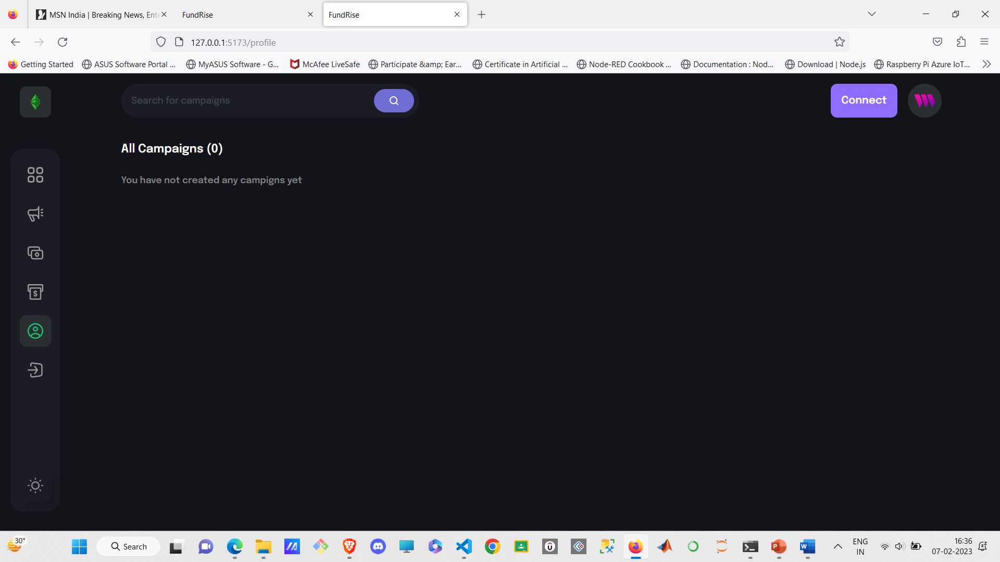 MSN India | Breaking News, Ente
FundRise
FundRise
127.0.0.1:5173/profile
Getting Started
ASUS Software Portal ...
MyASUS Software - G...
McAfee LiveSafe
Participate &amp; Ear...
Certificate in Artificial ...
Node-RED Cookbook ...
Documentation : Nod...
Download | Node.js
Raspberry Pi Azure IoT...
Search for campaigns
Connect
All Campaigns (0)
You have not created any campigns yet
30°
Search
ENG
IN
16:36
07-02-2023